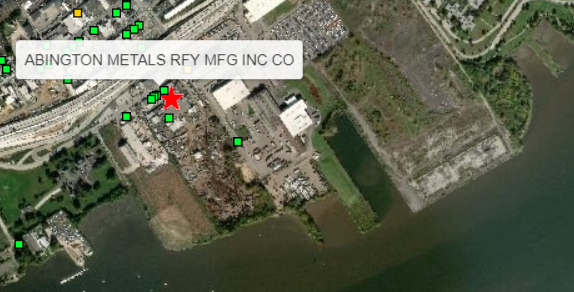 ABINGTON METALS RFY MFG INC CO